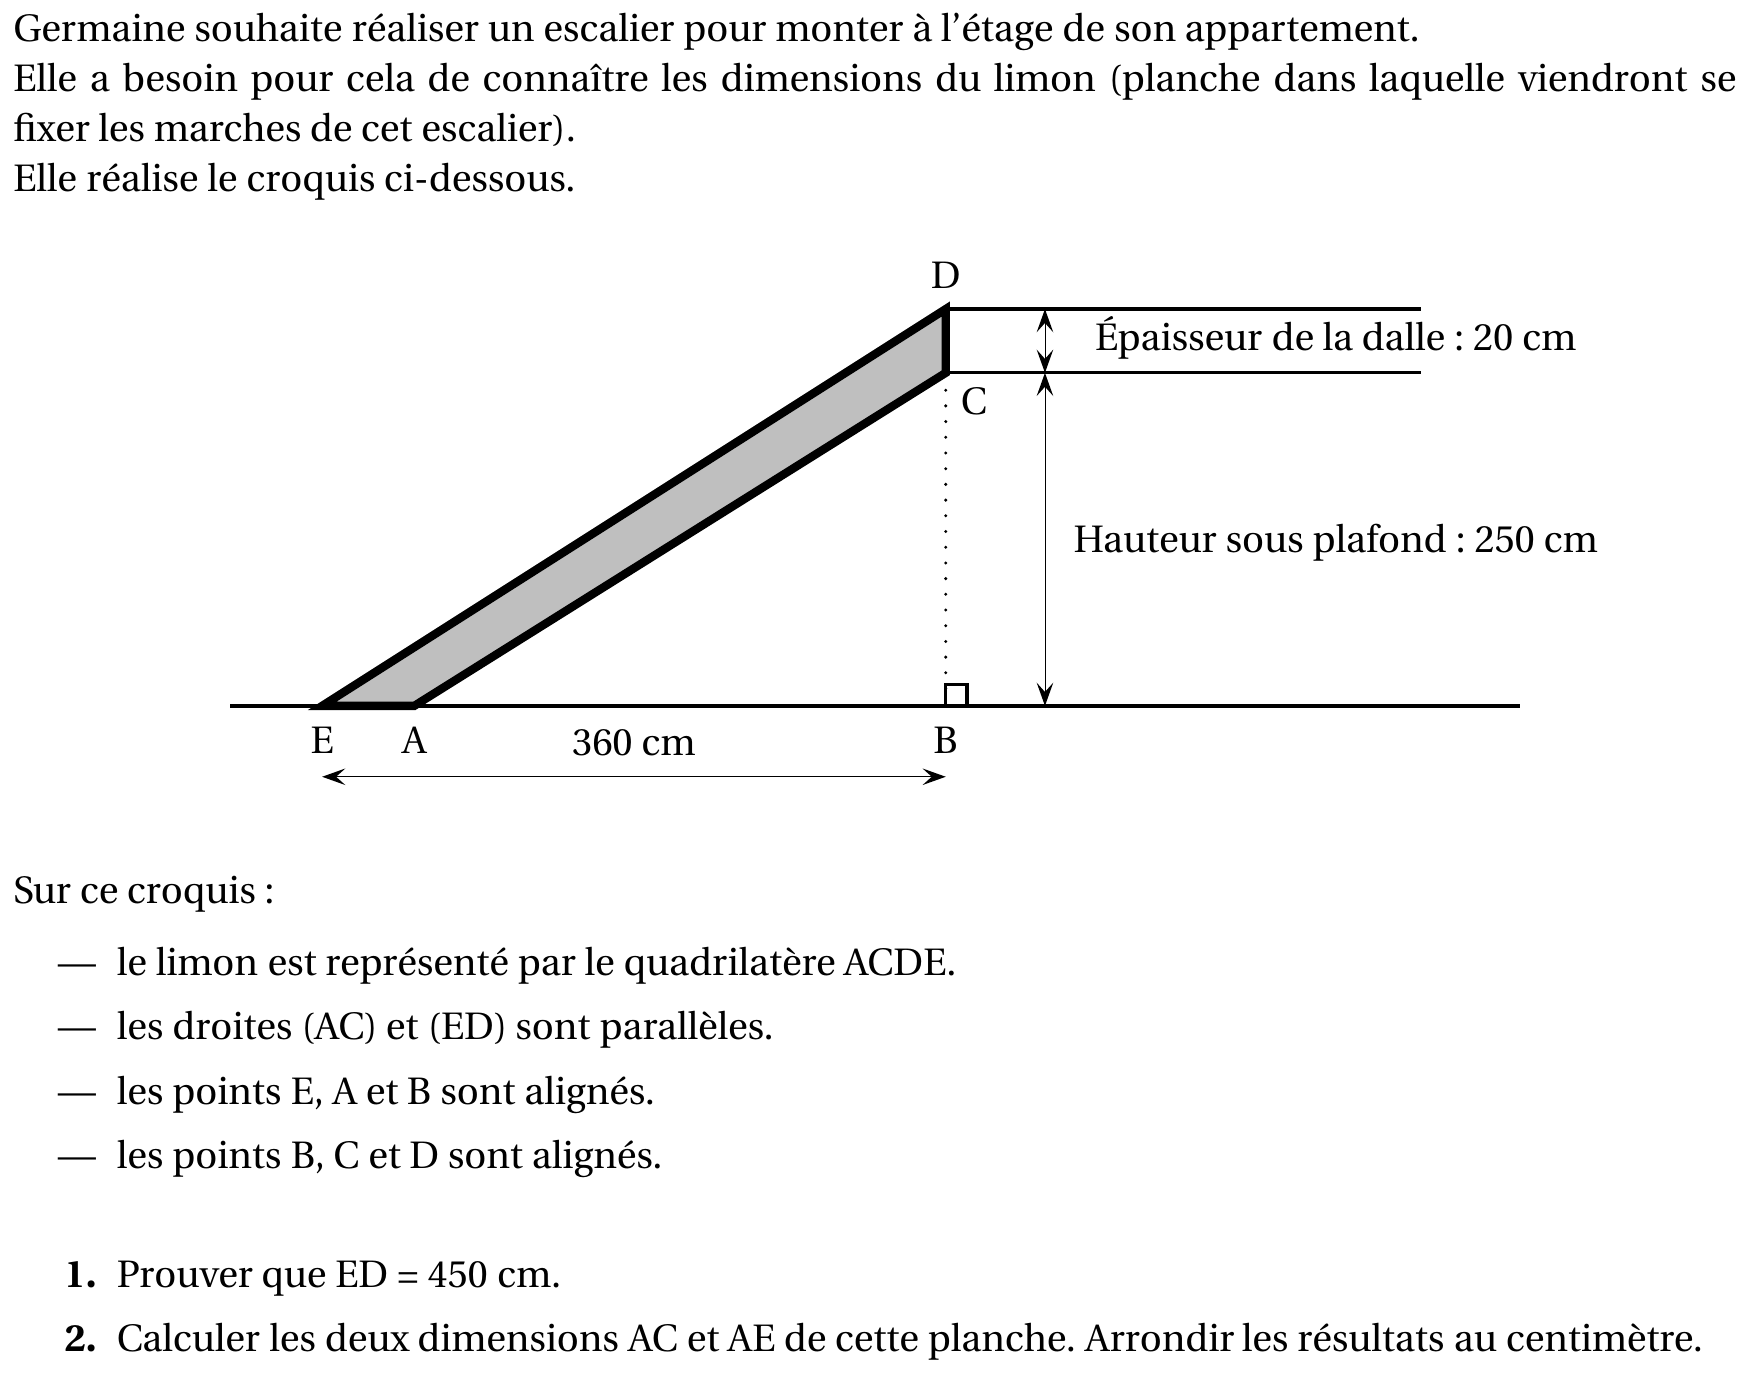 Germaine souhaite réaliser un escalier pour monter à l’étage de son appartement.
Elle a besoin pour cela de connaître les dimensions du limon (planche dans laquelle viendront se
fixer les marches de cet escalier).
Elle réalise le croquis ci-dessous.
D
Épaisseur de la dalle : 20 cm
C
Hauteur sous plafond : 250 cm
E A B
360 cm
Sur ce croquis :
— le limon est représenté par le quadrilatère ACDE.
— les droites (AC) et (ED) sont parallèles.
— les points E, A et B sont alignés.
— les points B, C et D sont alignés.
1. Prouver que ED = 450 cm.
2. Calculer les deux dimensions AC et AE de cette planche. Arrondir les résultats au centimètre.